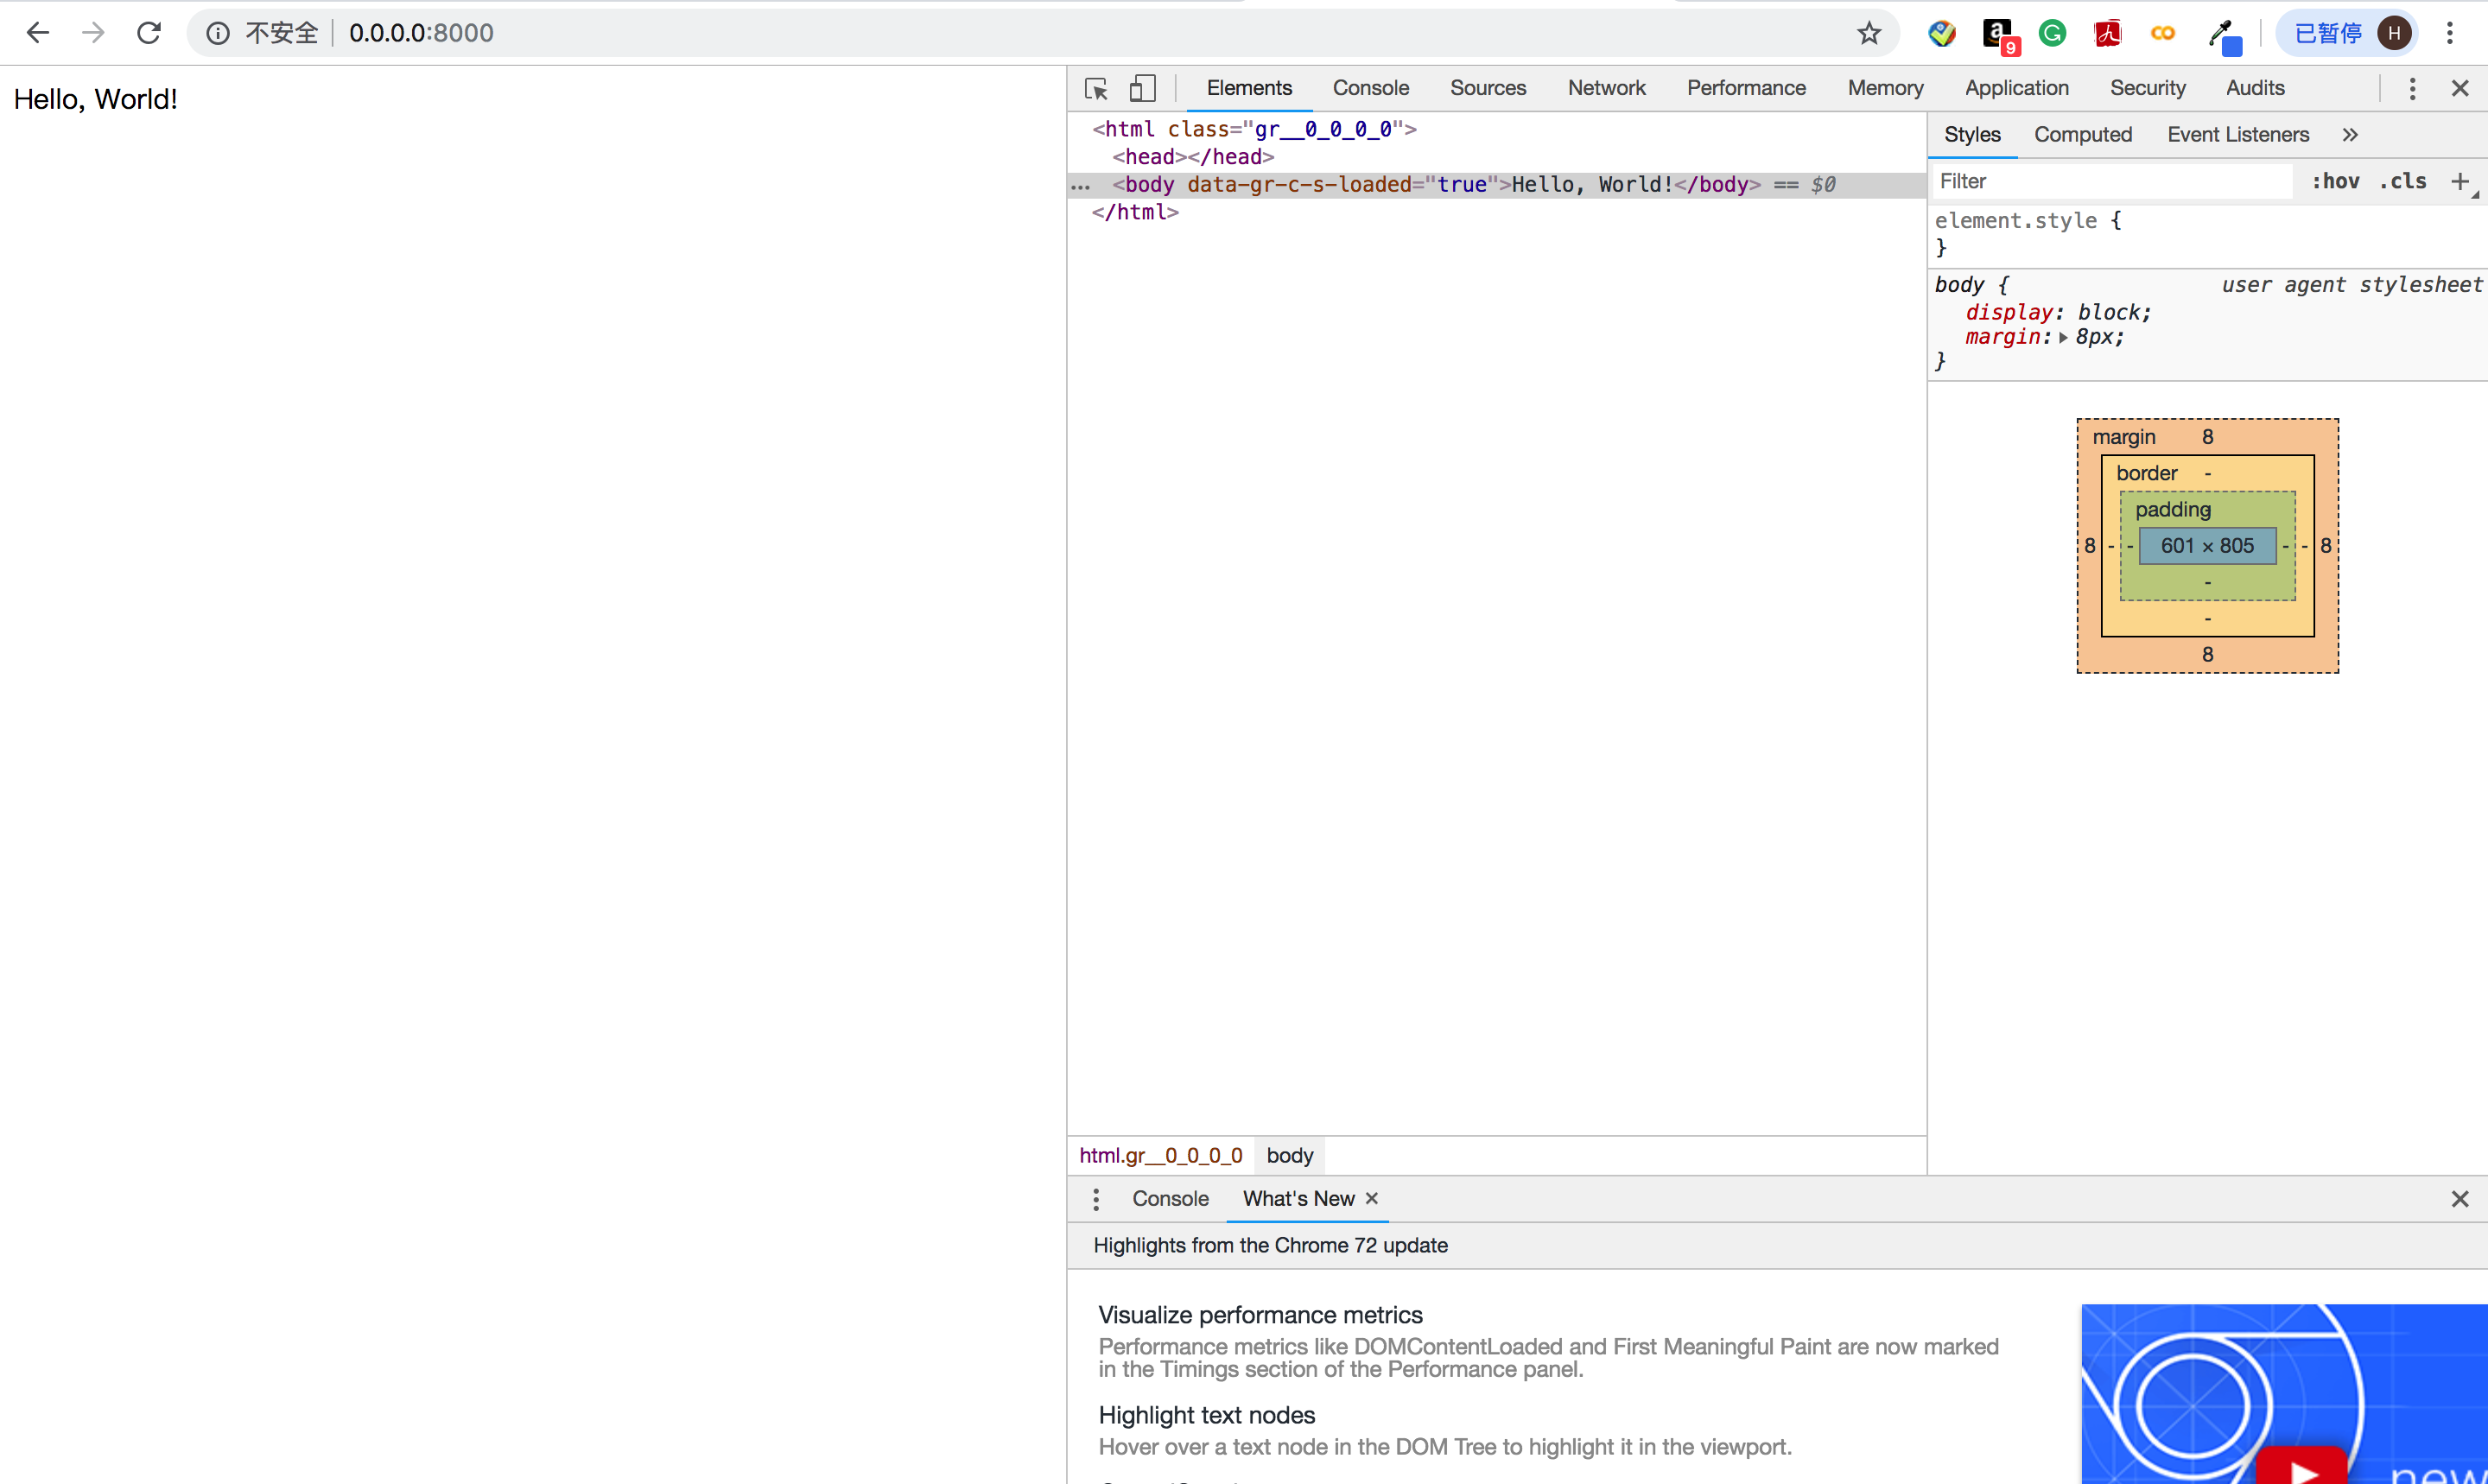 不安全 0.0.0.0:8000
9
已暂停 H
Hello, World!
Elements Console Sources Network Performance Memory Application Security Audits
<html class="gr__0_0_0_0">
<head></head>
<body data-gr-c-s-loaded="true">Hello, World!</body> == $0
</html>
Styles Computed Event Listeners »
Filter :hov .cls +
element.style {
}
body { user agent stylesheet
display: block;
margin: 8px;
}
margin 8
border -
padding -
8 - - 601 × 805 - - 8
-
-
8
html.gr__0_0_0_0 body
Console What's New ×
Highlights from the Chrome 72 update
Visualize performance metrics
Performance metrics like DOMContentLoaded and First Meaningful Paint are now marked
in the Timings section of the Performance panel.
Highlight text nodes
Hover over a text node in the DOM Tree to highlight it in the viewport.
new